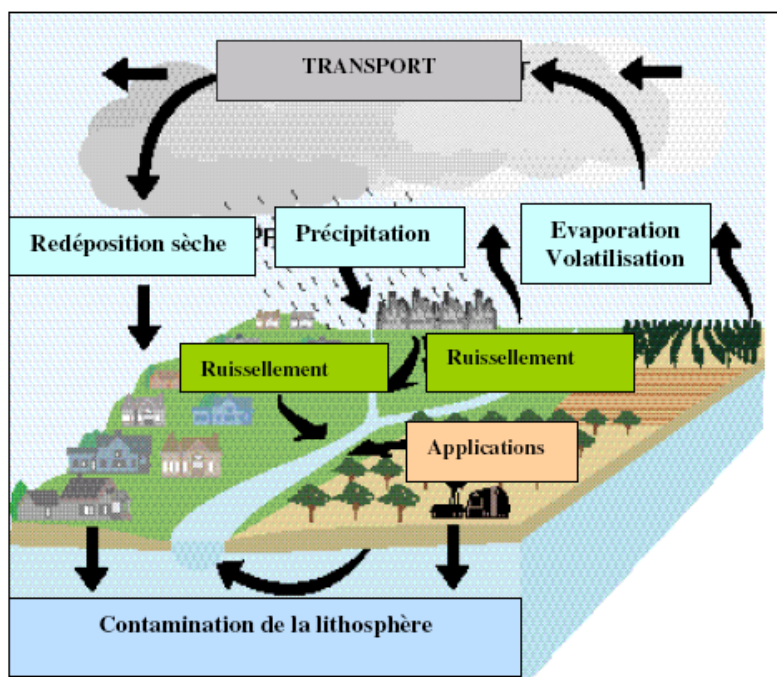 TRANSPORT
Redéposition sèche
Précipitation
Evaporation
Volatilisation
Ruissellement
Ruissellement
Applications
Contamination de la lithosphère